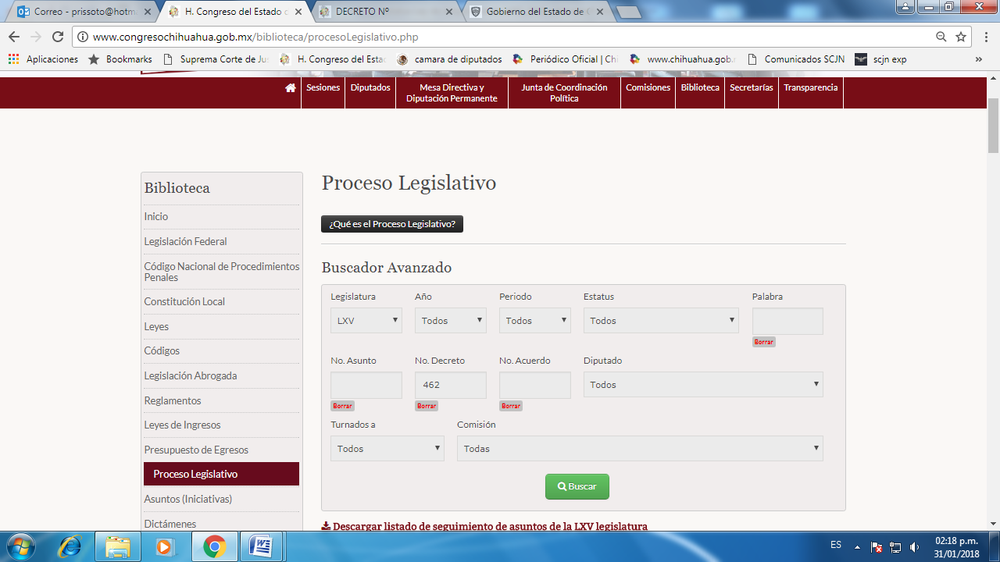 Correo - prissoto@hotm
H. Congreso del Estado
DECRETO Nº
Gobierno del Estado de
www.congresochihuahua.gob.mx/biblioteca/procesoLegislativo.php
Aplicaciones
Bookmarks
Suprema Corte de Ju
H. Congreso del Esta
camara de diputados
Periódico Oficial | Chi
www.chihuahua.gob.
Comunicados SCJN
scjn exp
»
Sesiones
Diputados
Mesa Directiva y
Diputación Permanente
Junta de Coordinación
Política
Comisiones
Biblioteca
Secretarías
Transparencia
Biblioteca
Inicio
Legislación Federal
Código Nacional de Procedimientos
Penales
Constitución Local
Leyes
Códigos
Legislación Abrogada
Reglamentos
Leyes de Ingresos
Presupuesto de Egresos
Proceso Legislativo
Asuntos (Iniciativas)
Dictámenes
Proceso Legislativo
¿Qué es el Proceso Legislativo?
Buscador Avanzado
Legislatura
Año
Periodo
Estatus
Palabra
LXV
Todos
Todos
Todos
Borrar
No. Asunto
No. Decreto
No. Acuerdo
Diputado
462
Todos
Borrar
Borrar
Borrar
Turnados a
Comisión
Todos
Todas
Buscar
Descargar listado de seguimiento de asuntos de la LXV legislatura
ES
02:18 p.m.
31/01/2018